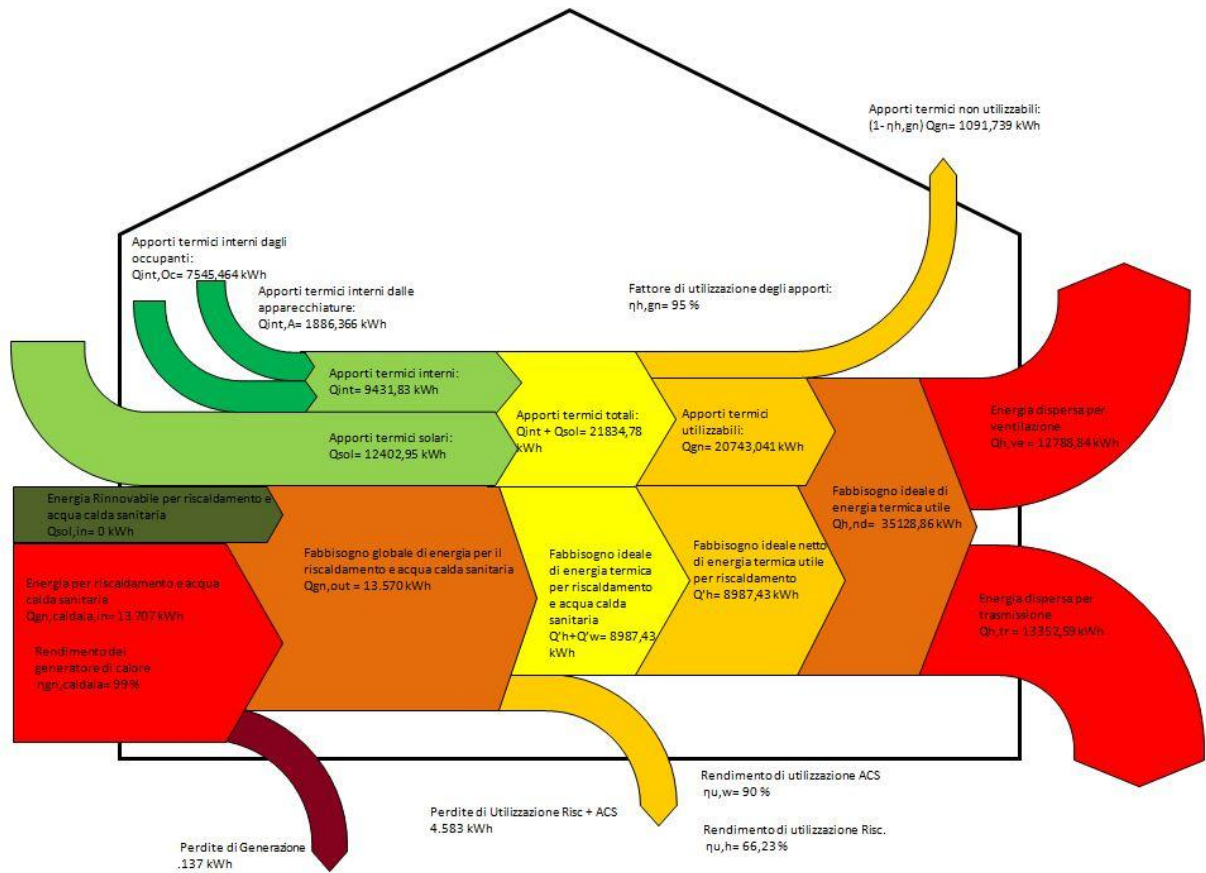 Apporti termici non utilizzabili:
(1- ηh,gn) Qgn= 1091,739 kWh
Apporti termici interni dagli
occupanti:
Qint,Oc= 7545,464 kWh
Apporti termici interni dalle
apparecchiature:
Qint,A= 1886,366 kWh
Fattore di utilizzazione degli apporti:
ηh,gn= 95 %
Apporti termici interni:
Qint= 9431,83 kWh
Apporti termici solari:
Qsol= 12402,95 kWh
Apporti termici totali:
Qint + Qsol= 21834,78
kWh
Apporti termici
utilizzabili:
Qgn= 20743,041 kWh
Energia dispersa per
ventilazione
Qh,ve = 12788,84 kWh
Energia Rinnovabile per riscaldamento e
acqua calda sanitaria
Qsol,in= 0 kWh
Fabbisogno globale di energia per il
riscaldamento e acqua calda sanitaria
Qgn,out = 13.570 kWh
Fabbisogno ideale
di energia termica
per riscaldamento
e acqua calda
sanitaria
Q'h+Q'w= 8987,43
kWh
Fabbisogno ideale netto
di energia termica utile
per riscaldamento
Q'h= 8987,43 kWh
Fabbisogno ideale di
energia termica utile
Qh,nd= 35128,86 kWh
Energia per riscaldamento e acqua
calda sanitaria
Qgn,caldaia,in= 13.707 kWh
Rendimento del
generatore di calore
ηgn,caldaia= 99 %
Energia dispersa per
trasmissione
Qh,tr = 13352,59 kWh
Perdite di Generazione
.137 kWh
Perdite di Utilizzazione Risc + ACS
4.583 kWh
Rendimento di utilizzazione ACS
ηu,w= 90 %
Rendimento di utilizzazione Risc.
ηu,h= 66,23 %